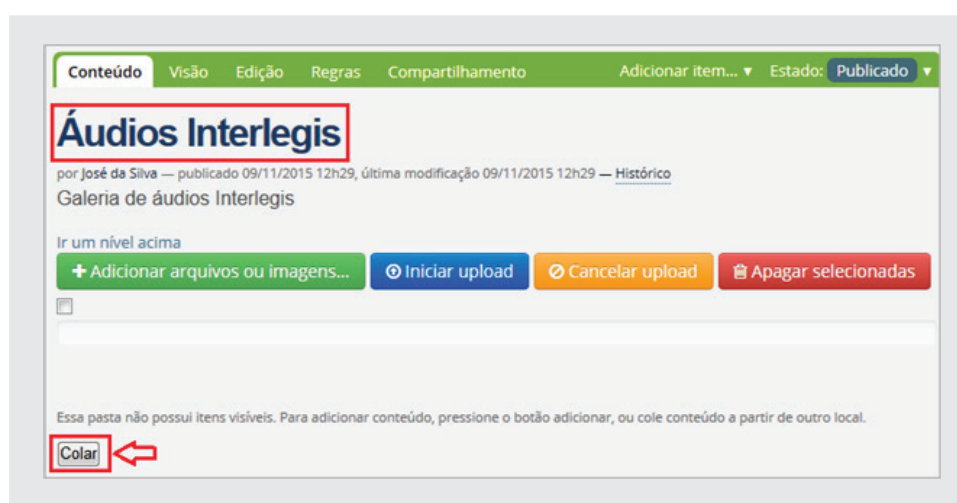 Conteúdo Visão Edição Regras Compartilhamento Adicionar item... ▾ Estado: Publicado ▾
Áudios Interlegis
por José da Silva — publicado 09/11/2015 12h29, última modificação 09/11/2015 12h29 — Histórico
Galeria de áudios Interlegis
Ir um nível acima
Adicionar arquivos ou imagens... Iniciar upload Cancelar upload Apagar selecionadas
Essa pasta não possui itens visíveis. Para adicionar conteúdo, pressione o botão adicionar, ou cole conteúdo a partir de outro local.
Colar